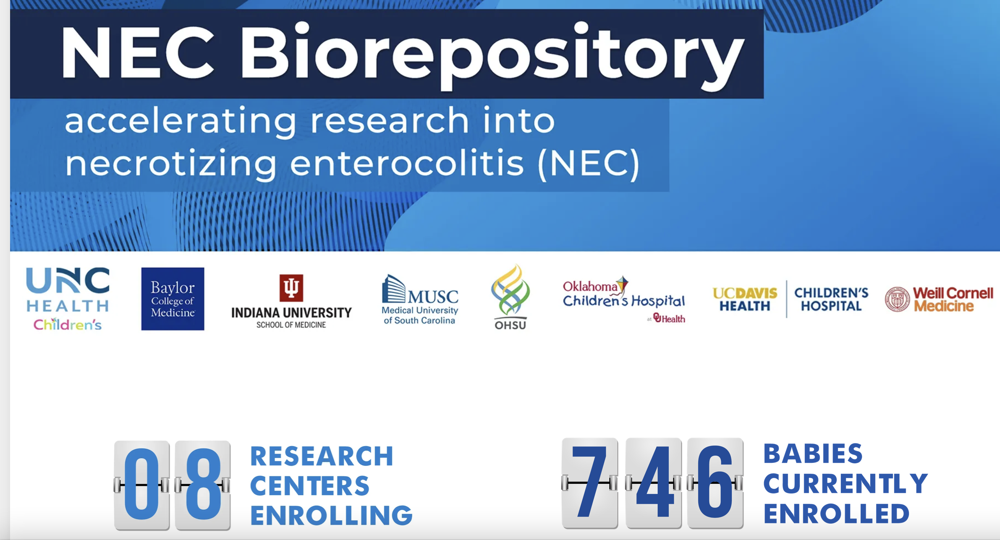 NEC Biorepository
accelerating research into
necrotizing enterocolitis (NEC)
UNC
HEALTH
Children's
Baylor
College of
Medicine
INDIANA UNIVERSITY
SCHOOL OF MEDICINE
MUSC
Medical University
of South Carolina
OHSU
Oklahoma
Children's Hospital
at OU Health
UCDAVIS
HEALTH
CHILDREN'S
HOSPITAL
Weill Cornell
Medicine
08
RESEARCH
CENTERS
ENROLLING
746
BABIES
CURRENTLY
ENROLLED